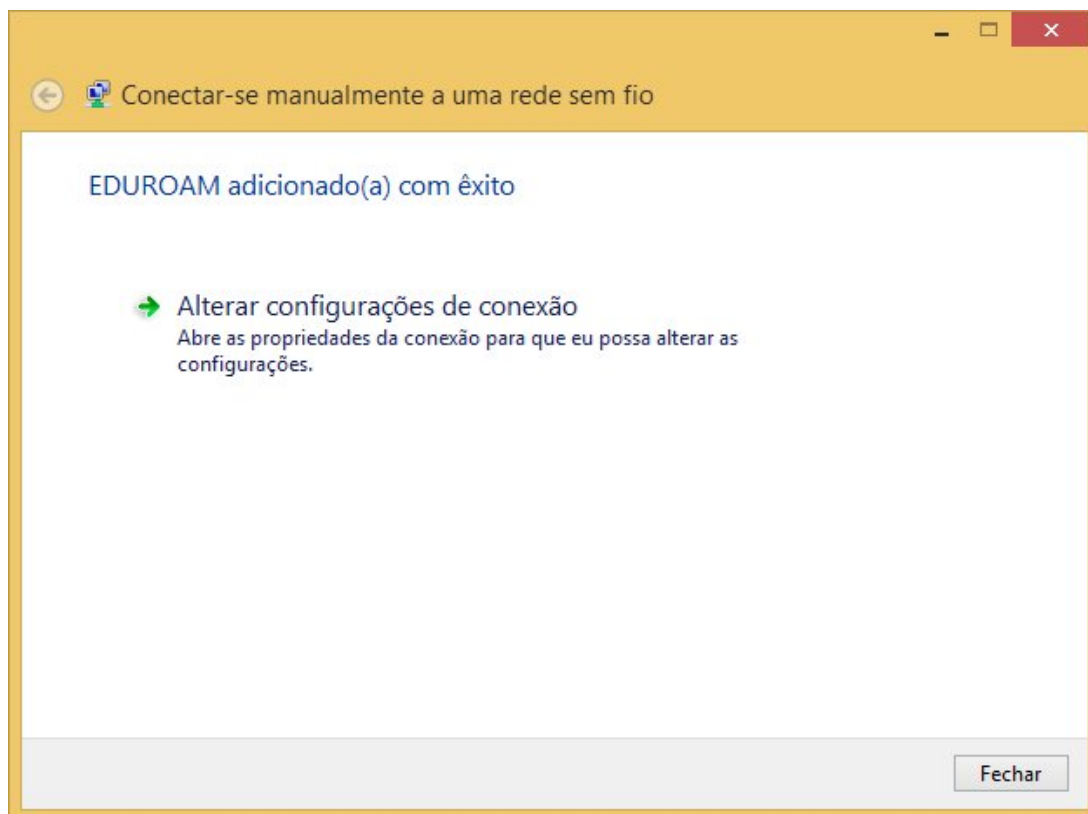 Conectar-se manualmente a uma rede sem fio
EDUROAM adicionado(a) com êxito
Alterar configurações de conexão
Abre as propriedades da conexão para que eu possa alterar as
configurações.
Fechar